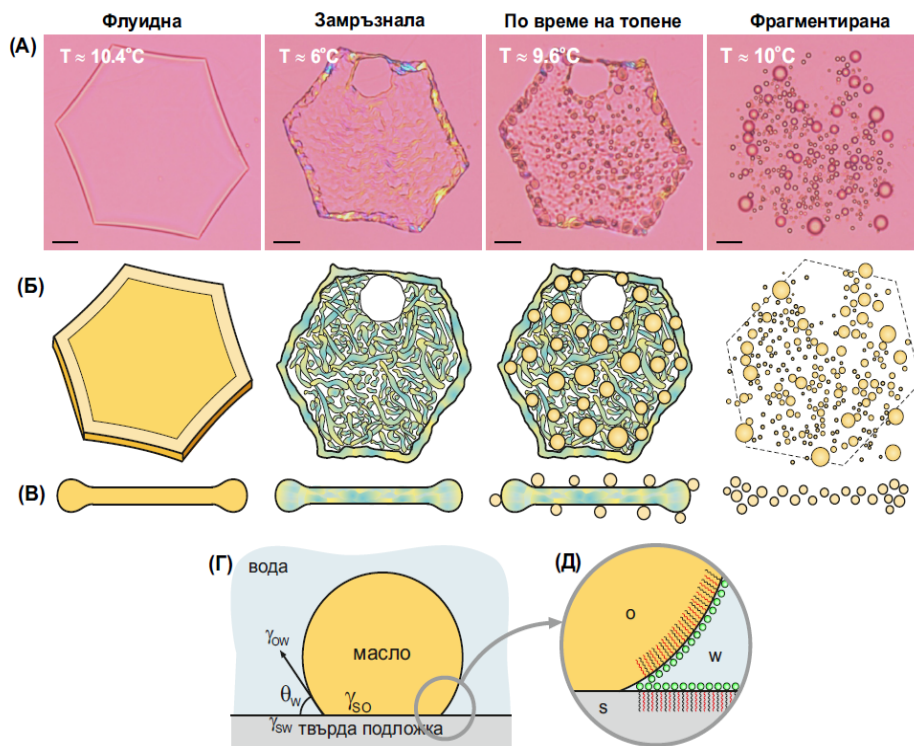 Флуидна
Замръзнала
По време на топене
Фрагментирана
(А)
T ≈ 10.4°C
T ≈ 6°C
T ≈ 9.6°C
T ≈ 10°C
(Б)
(В)
(Г)
вода
γOW
масло
θW
γSO
γSW твърда подложка
(Д)
o
w
s